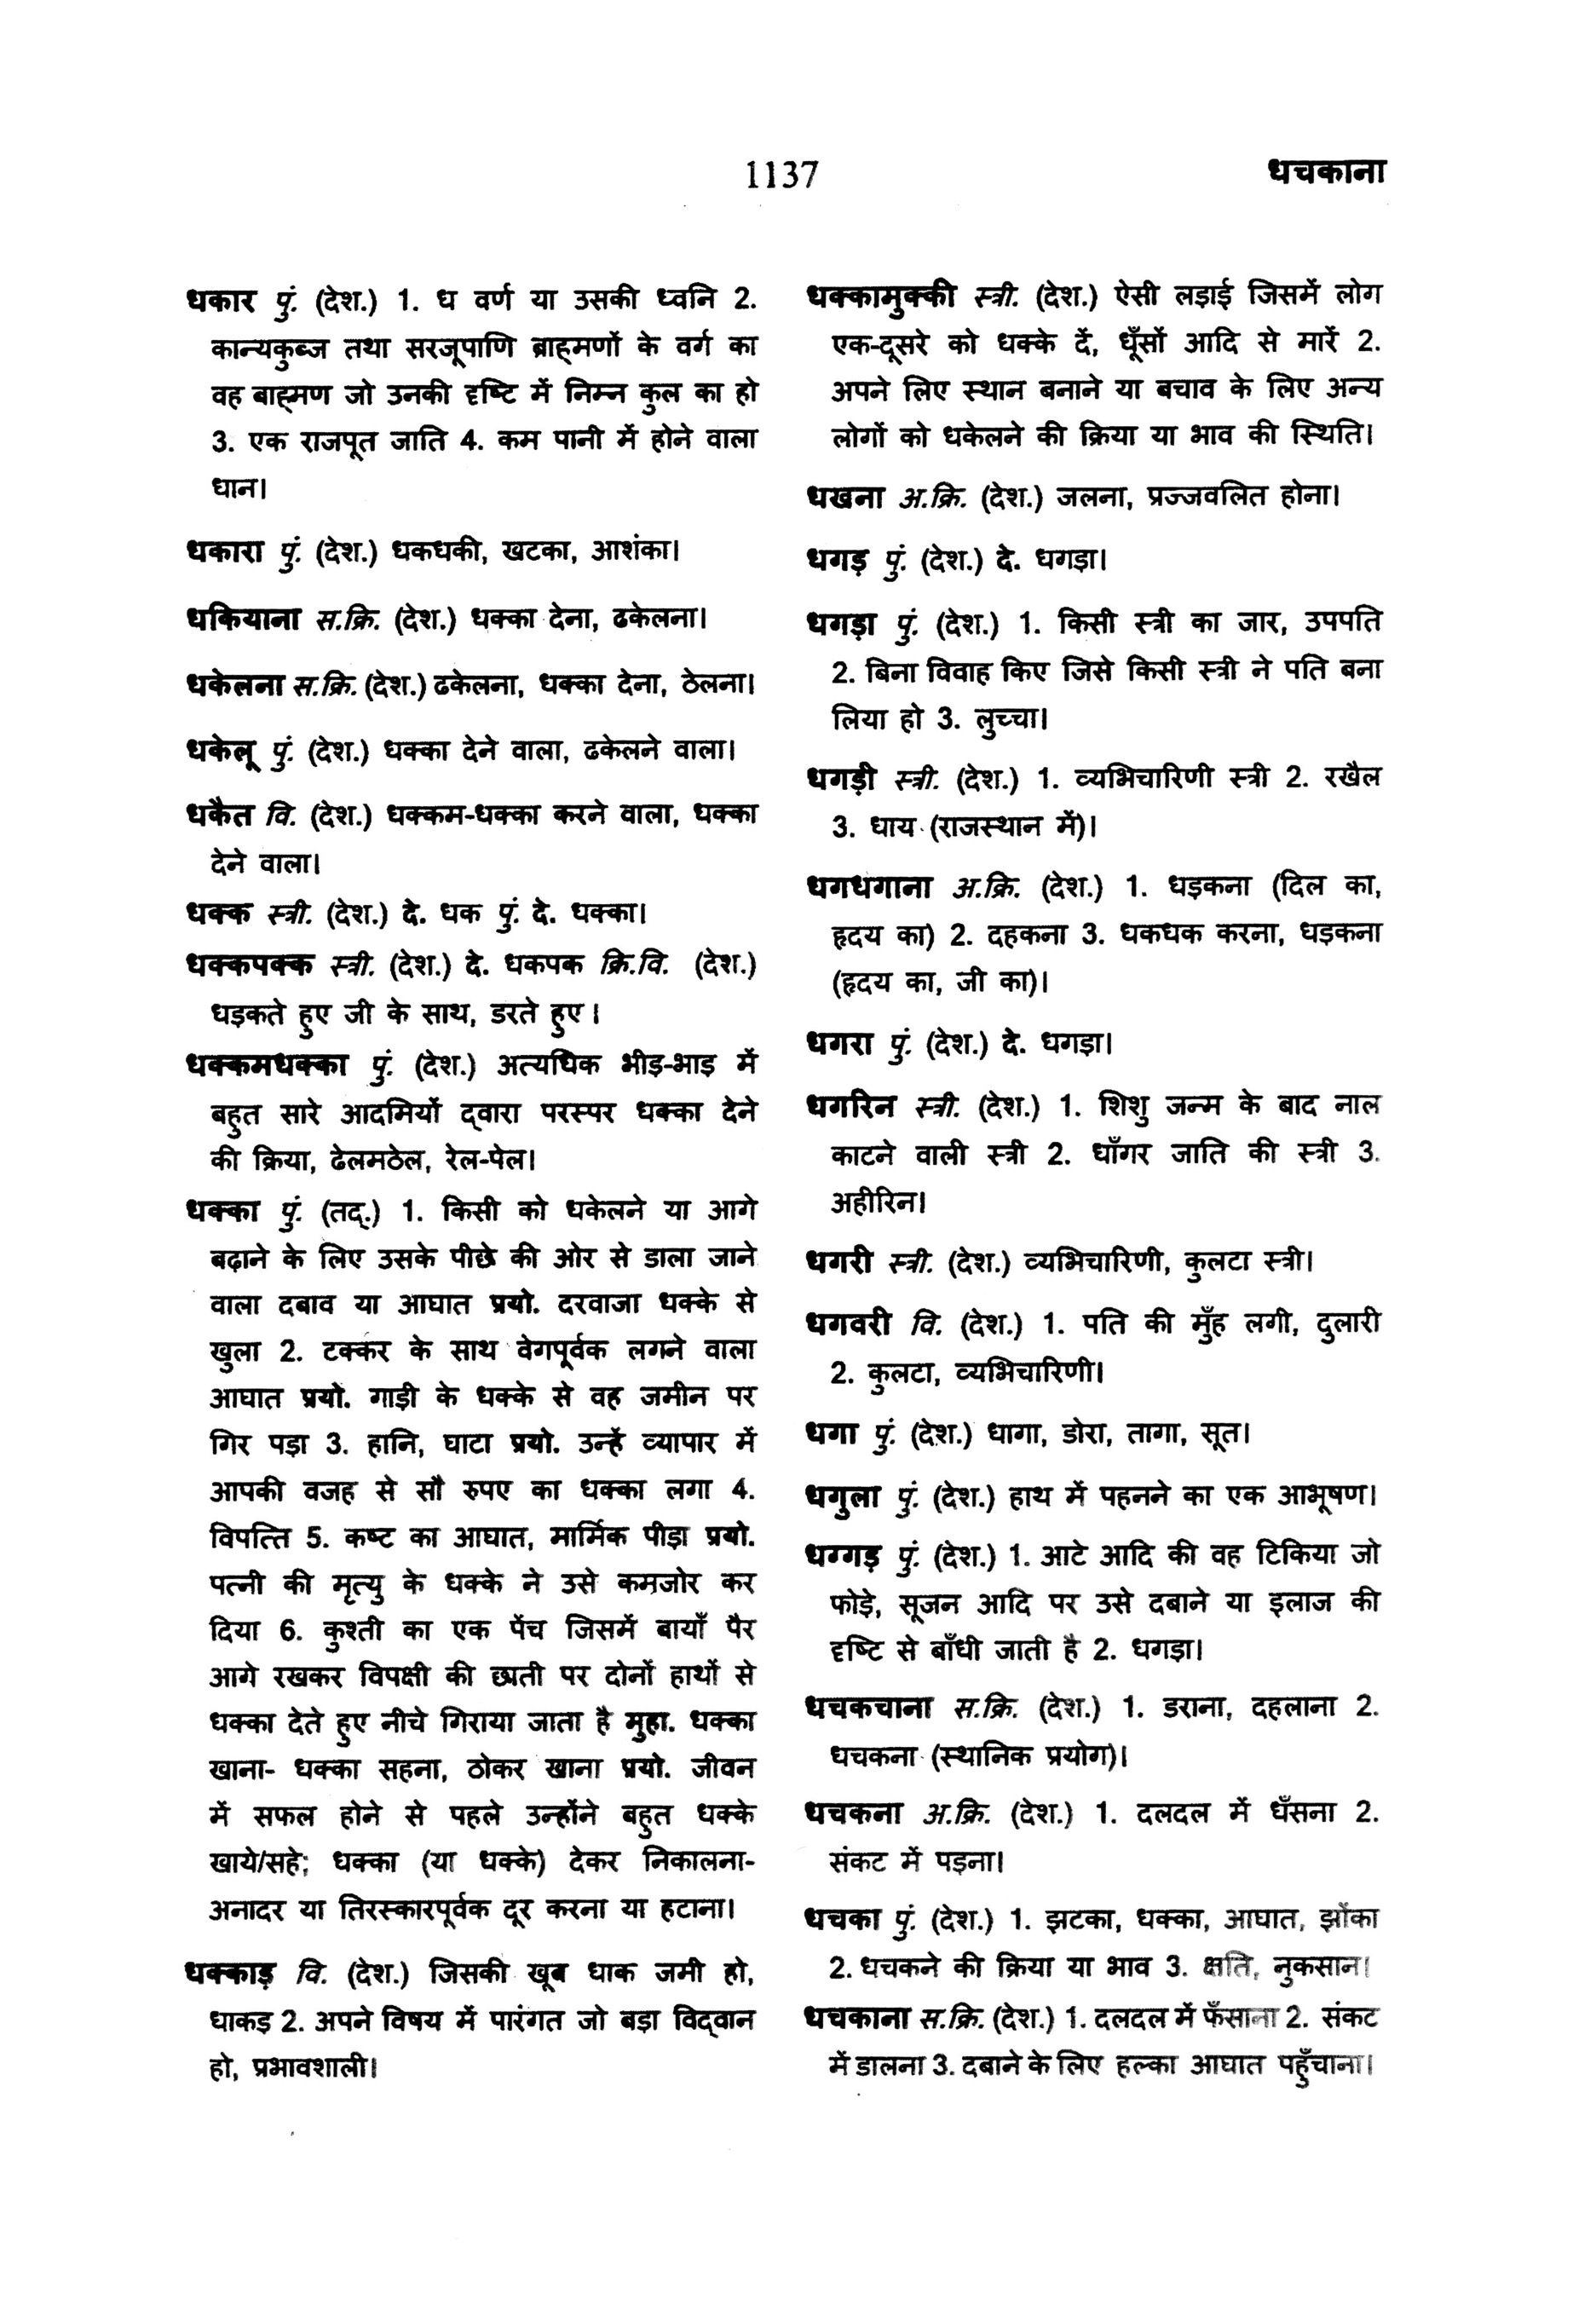 1137
धचकाना
धकार पुं. (देश.) 1. ध वर्ण या उसकी ध्वनि 2.
कान्यकुब्ज तथा सरजूपाणि ब्राह्मणों के वर्ग का
वह बाह्मण जो उनकी दृष्टि में निम्न कुल का हो
3. एक राजपूत जाति 4. कम पानी में होने वाला
धान।
धकारा पुं. (देश.) धकधकी, खटका, आशंका।
धकियाना स.क्रि. (देश.) धक्का देना, ढकेलना।
धकेलना स.क्रि. (देश.) ढकेलना, धक्का देना, ठेलना।
धकेलू पुं. (देश.) धक्का देने वाला, ढकेलने वाला।
धकैत वि. (देश.) धक्कम-धक्का करने वाला, धक्का
देने वाला।
धक्क स्त्री. (देश.) दे. धक पुं. दे. धक्का।
धक्कपक्क स्त्री. (देश.) दे. धकपक क्रि.वि. (देश.)
धड़कते हुए जी के साथ, डरते हुए।
धक्कमधक्का पुं. (देश.) अत्यधिक भीड़-भाड़ में
बहुत सारे आदमियों द्वारा परस्पर धक्का देने
की क्रिया, ढेलमठेल, रेल-पेल।
धक्का पुं. (तद्.) 1. किसी को धकेलने या आगे
बढ़ाने के लिए उसके पीछे की ओर से डाला जाने
वाला दबाव या आघात प्रयो. दरवाजा धक्के से
खुला 2. टक्कर के साथ वेगपूर्वक लगने वाला
आघात प्रयो. गाड़ी के धक्के से वह जमीन पर
गिर पड़ा 3. हानि, घाटा प्रयो. उन्हें व्यापार में
आपकी वजह से सौ रुपए का धक्का लगा 4.
विपत्ति 5. कष्ट का आघात, मार्मिक पीड़ा प्रयो.
पत्नी की मृत्यु के धक्के ने उसे कमजोर कर
दिया 6. कुश्ती का एक पेंच जिसमें बायाँ पैर
आगे रखकर विपक्षी की छाती पर दोनों हाथों से
धक्का देते हुए नीचे गिराया जाता है मुहा. धक्का
खाना- धक्का सहना, ठोकर खाना प्रयो. जीवन
में सफल होने से पहले उन्होंने बहुत धक्के
खाये/सहे; धक्का (या धक्के) देकर निकालना-
अनादर या तिरस्कारपूर्वक दूर करना या हटाना।
धक्काड़ वि. (देश.) जिसकी खूब धाक जमी हो,
धाकड़ 2. अपने विषय में पारंगत जो बड़ा विद्वान
हो, प्रभावशाली।
धक्कामुक्की स्त्री. (देश.) ऐसी लड़ाई जिसमें लोग
एक-दूसरे को धक्के दें, धूँसों आदि से मारें 2.
अपने लिए स्थान बनाने या बचाव के लिए अन्य
लोगों को धकेलने की क्रिया या भाव की स्थिति।
धखना अ.क्रि. (देश.) जलना, प्रज्जवलित होना।
धगड़ पुं. (देश.) दे. धगड़ा।
धगड़ा पुं. (देश.) 1. किसी स्त्री का जार, उपपति
2. बिना विवाह किए जिसे किसी स्त्री ने पति बना
लिया हो 3. लुच्चा।
धगड़ी स्त्री. (देश.) 1. व्यभिचारिणी स्त्री 2. रखैल
3. धाय (राजस्थान में)।
धगधगाना अ.क्रि. (देश.) 1. धड़कना (दिल का,
हृदय का) 2. दहकना 3. धकधक करना, धड़कना
(हृदय का, जी का)।
धगरा पुं. (देश.) दे. धगड़ा।
धगरिन स्त्री. (देश.) 1. शिशु जन्म के बाद नाल
काटने वाली स्त्री 2. धाँगर जाति की स्त्री 3.
अहीरिन।
धगरी स्त्री. (देश.) व्यभिचारिणी, कुलटा स्त्री।
धगवरी वि. (देश.) 1. पति की मुँह लगी, दुलारी
2. कुलटा, व्यभिचारिणी।
धगा पुं. (देश.) धागा, डोरा, तागा, सूत।
धगुला पुं. (देश.) हाथ में पहनने का एक आभूषण।
धग्गड़ पुं. (देश.) 1. आटे आदि की वह टिकिया जो
फोड़े, सूजन आदि पर उसे दबाने या इलाज की
दृष्टि से बाँधी जाती है 2. धगड़ा।
धचकचाना स.क्रि. (देश.) 1. डराना, दहलाना 2.
धचकना (स्थानिक प्रयोग)।
धचकना अ.क्रि. (देश.) 1. दलदल में धँसना 2.
संकट में पड़ना।
धचका पुं. (देश.) 1. झटका, धक्का, आघात, झोंका
2. धचकने की क्रिया या भाव 3. क्षति, नुकसान।
धचकाना स.क्रि. (देश.) 1. दलदल में फँसाना 2. संकट
में डालना 3. दबाने के लिए हल्का आघात पहुँचाना।